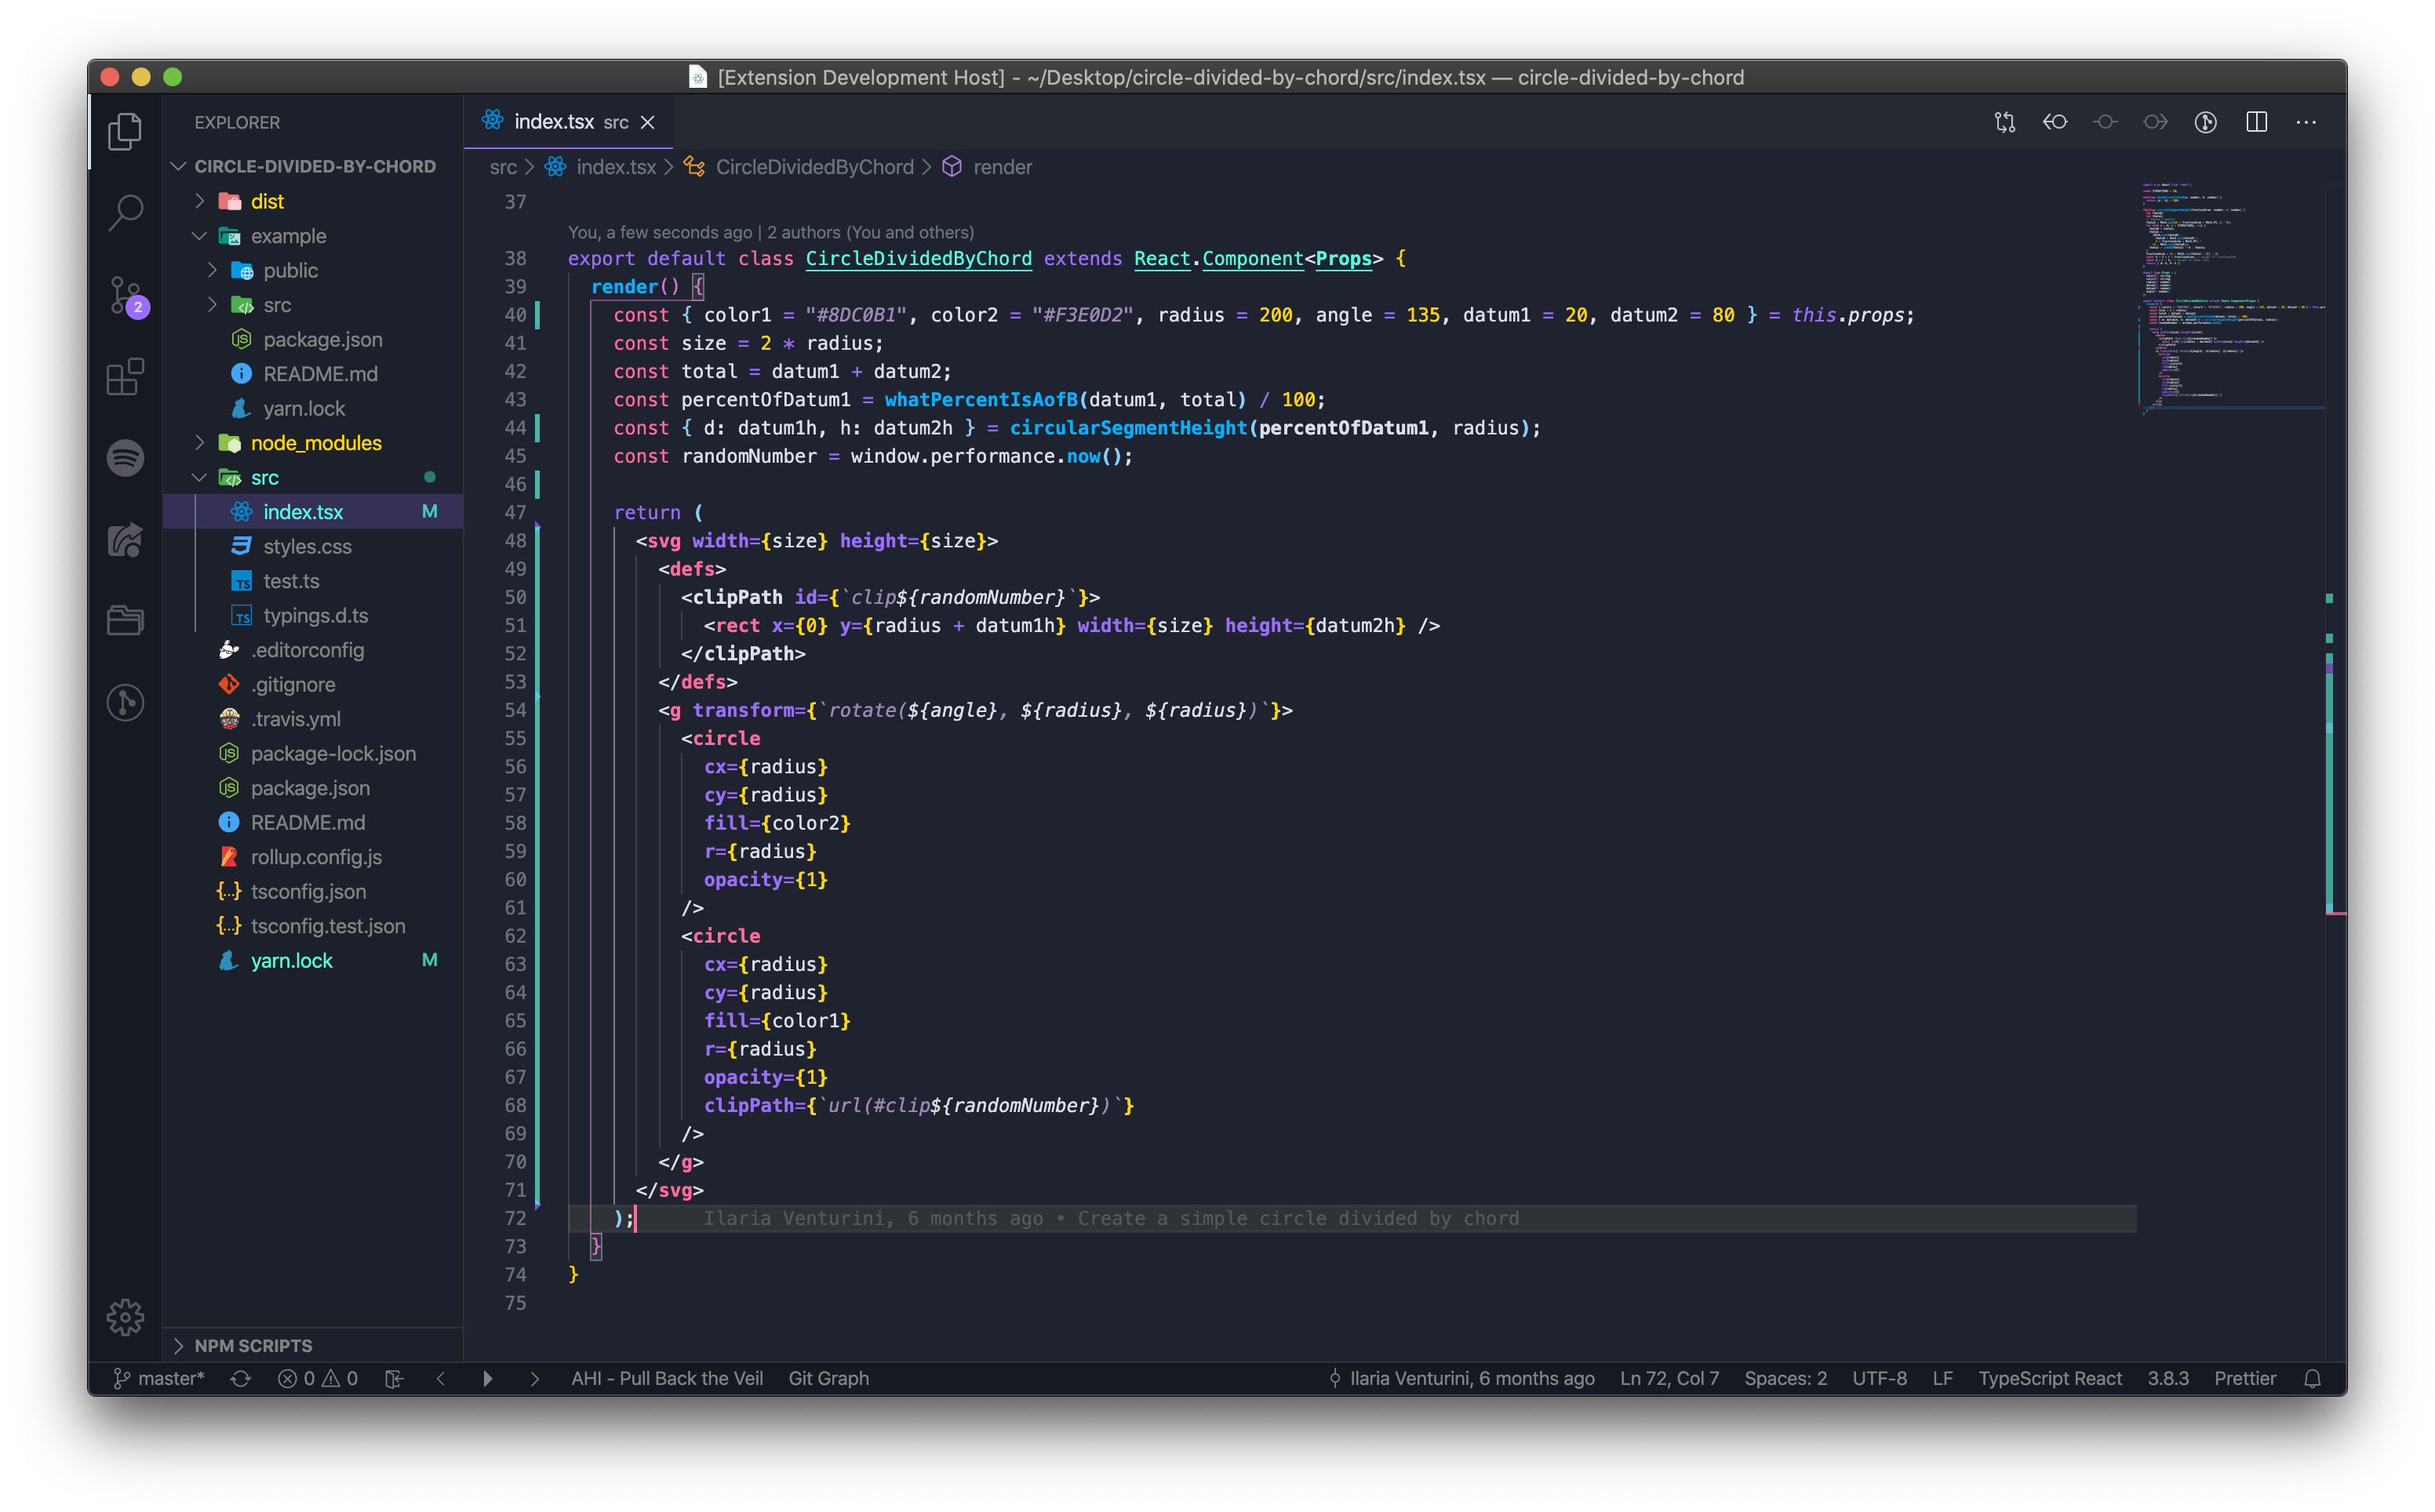 [Extension Development Host] - ~/Desktop/circle-divided-by-chord/src/index.tsx — circle-divided-by-chord
EXPLORER
CIRCLE-DIVIDED-BY-CHORD
dist
example
public
src
package.json
README.md
yarn.lock
node_modules
src
index.tsx M
styles.css
test.ts
typings.d.ts
.editorconfig
.gitignore
.travis.yml
package-lock.json
package.json
README.md
rollup.config.js
tsconfig.json
tsconfig.test.json
yarn.lock M
NPM SCRIPTS
2
index.tsx src
src > index.tsx > CircleDividedByChord > render
37
You, a few seconds ago | 2 authors (You and others)
38 export default class CircleDividedByChord extends React.Component<Props> {
39 render() {
40 const { color1 = "#8DC0B1", color2 = "#F3E0D2", radius = 200, angle = 135, datum1 = 20, datum2 = 80 } = this.props;
41 const size = 2 * radius;
42 const total = datum1 + datum2;
43 const percentOfDatum1 = whatPercentIsAofB(datum1, total) / 100;
44 const { d: datum1h, h: datum2h } = circularSegmentHeight(percentOfDatum1, radius);
45 const randomNumber = window.performance.now();
46
47 return (
48 <svg width={size} height={size}>
49 <defs>
50 <clipPath id={`clip${randomNumber}`}>
51 <rect x={0} y={radius + datum1h} width={size} height={datum2h} />
52 </clipPath>
53 </defs>
54 <g transform={`rotate(${angle}, ${radius}, ${radius})`}>
55 <circle
56 cx={radius}
57 cy={radius}
58 fill={color2}
59 r={radius}
60 opacity={1}
61 />
62 <circle
63 cx={radius}
64 cy={radius}
65 fill={color1}
66 r={radius}
67 opacity={1}
68 clipPath={`url(#clip${randomNumber})`}
69 />
70 </g>
71 </svg>
72 ); Ilaria Venturini, 6 months ago • Create a simple circle divided by chord
73 }
74 }
75
master* 0 0 AHI - Pull Back the Veil Git Graph Ilaria Venturini, 6 months ago Ln 72, Col 7 Spaces: 2 UTF-8 LF TypeScript React 3.8.3 Prettier